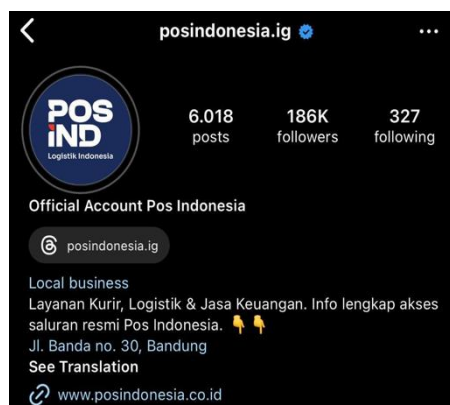 posindonesia.ig
POS
IND
Logistik Indonesia
6.018 186K 327
posts followers following
Official Account Pos Indonesia
posindonesia.ig
Local business
Layanan Kurir, Logistik & Jasa Keuangan. Info lengkap akses
saluran resmi Pos Indonesia. 👇👇
Jl. Banda no. 30, Bandung
See Translation
www.posindonesia.co.id